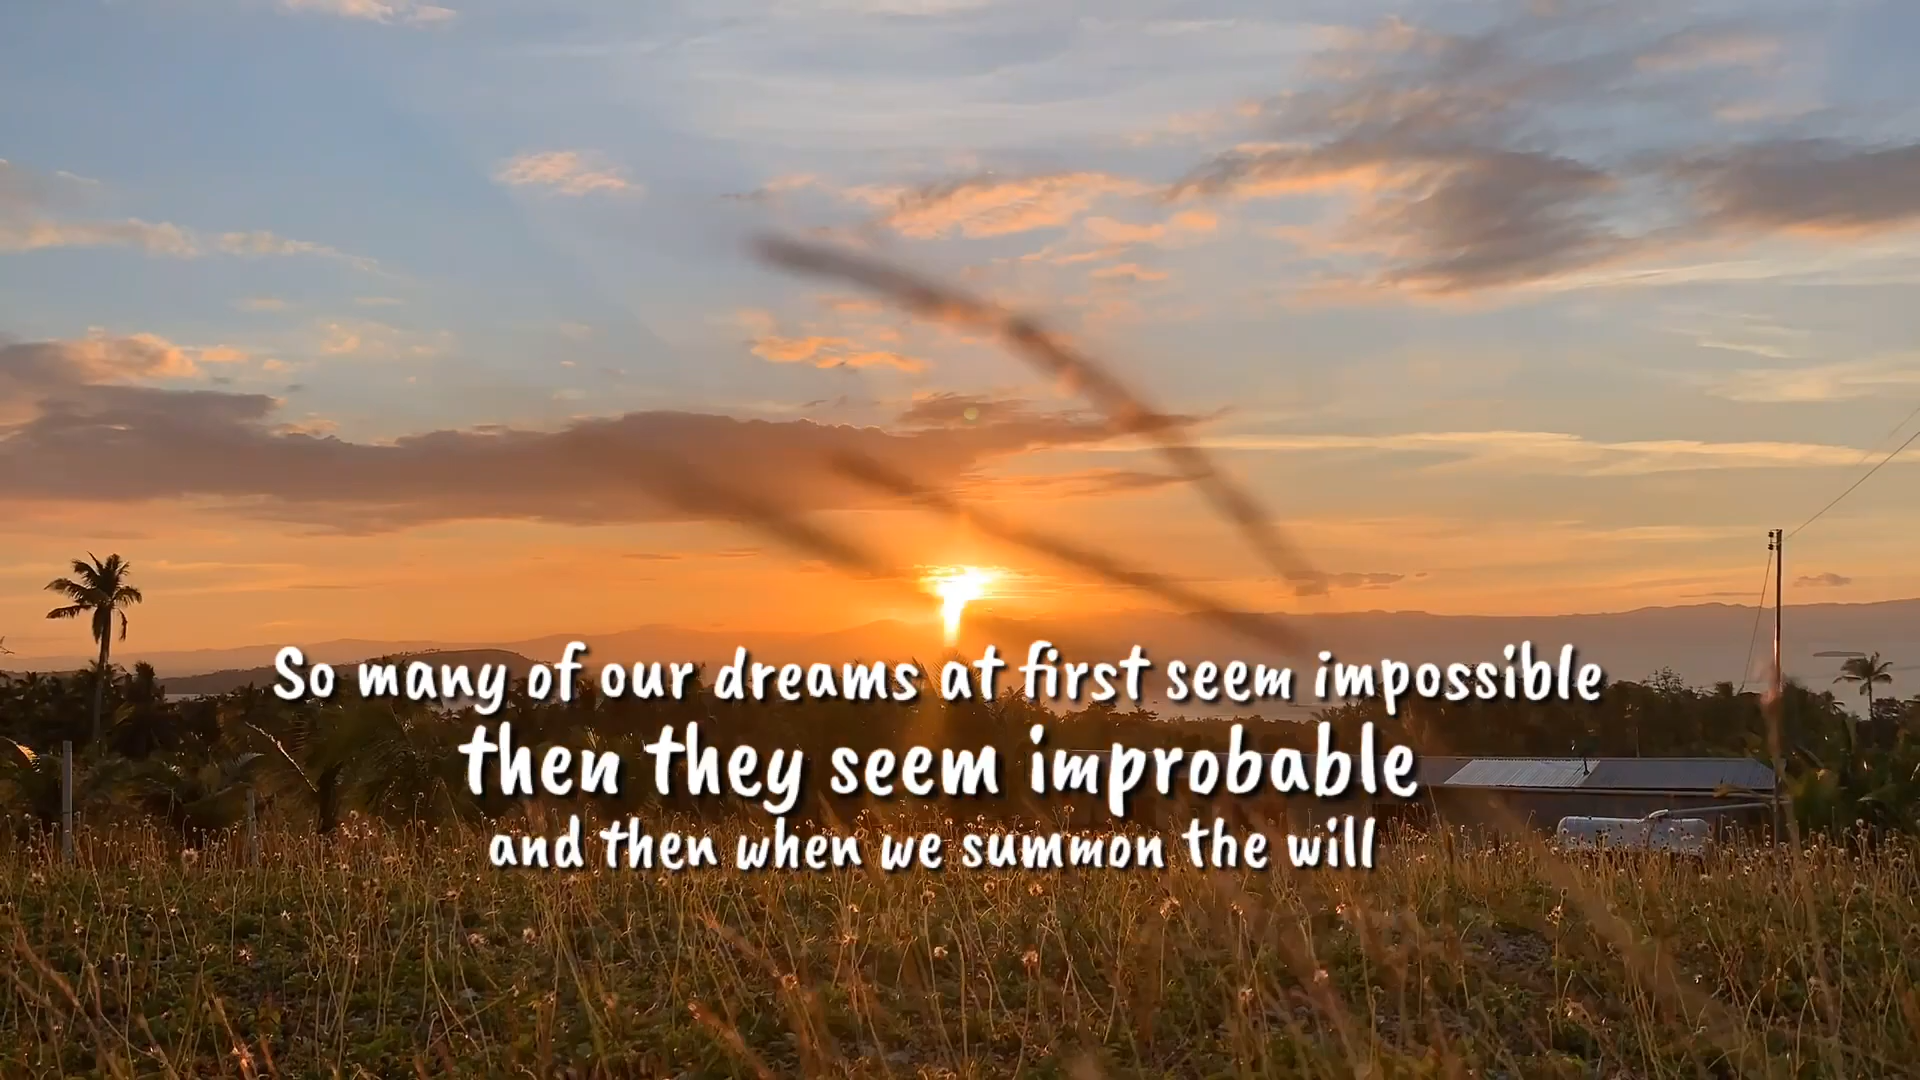 So many of our dreams at first seem impossible
then they seem improbable
and then when we summon the will